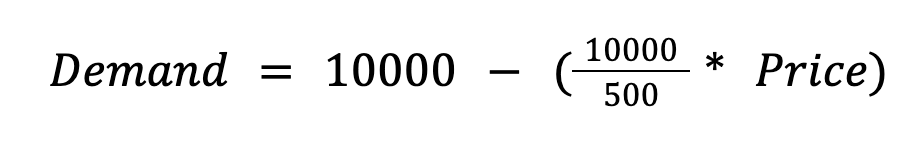 Demand = 10000 − (10000/500 * Price)